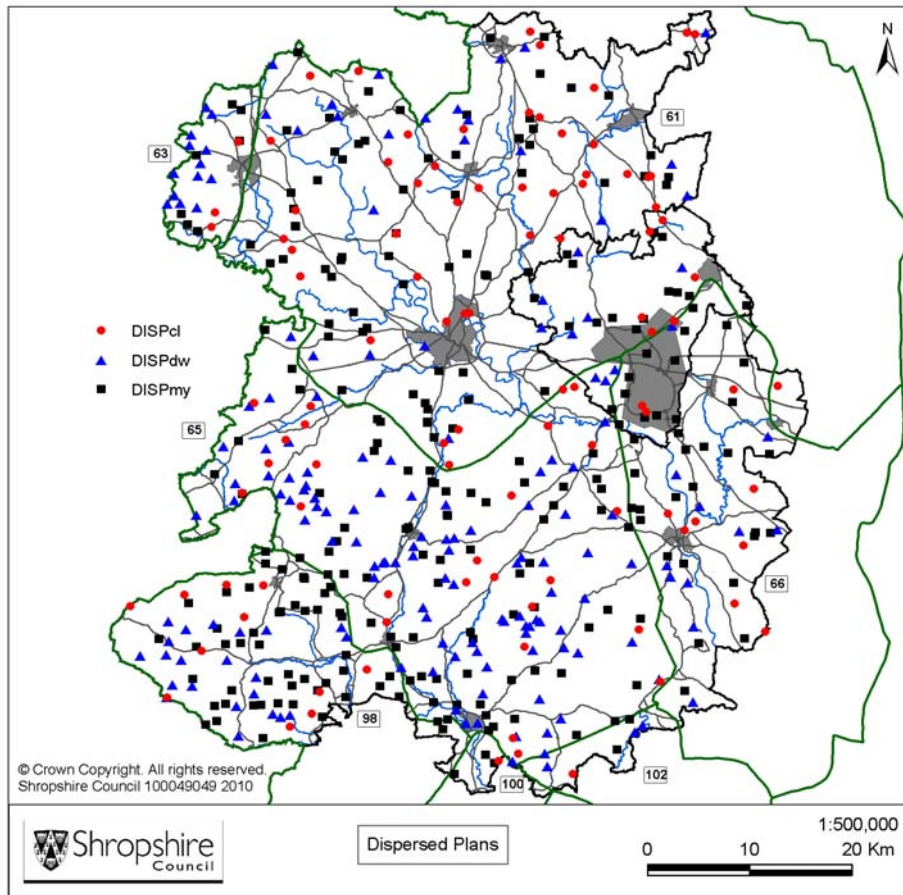 N
61
63
DISPcl
DISPdw
DISPmy
65
66
98
100
102
© Crown Copyright. All rights reserved.
Shropshire Council 100049049 2010
Shropshire
Council
Dispersed Plans
1:500,000
0 10 20 Km